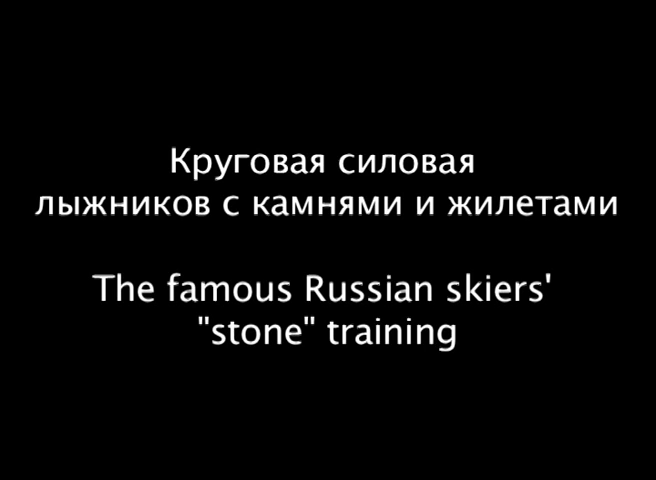 Круговая силовая
лыжников с камнями и жилетами
The famous Russian skiers'
"stone" training